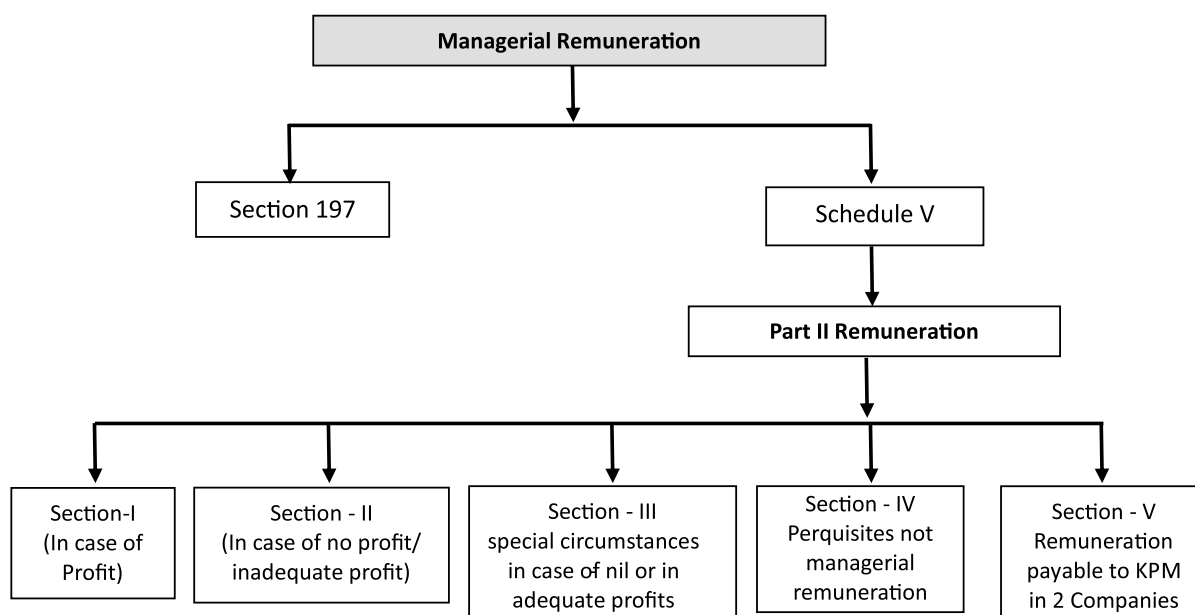 Managerial Remuneration
Section 197
Schedule V
Part II Remuneration
Section-I
(In case of
Profit)
Section - II
(In case of no profit/
inadequate profit)
Section - III
special circumstances
in case of nil or in
adequate profits
Section - IV
Perquisites not
managerial
remuneration
Section - V
Remuneration
payable to KPM
in 2 Companies